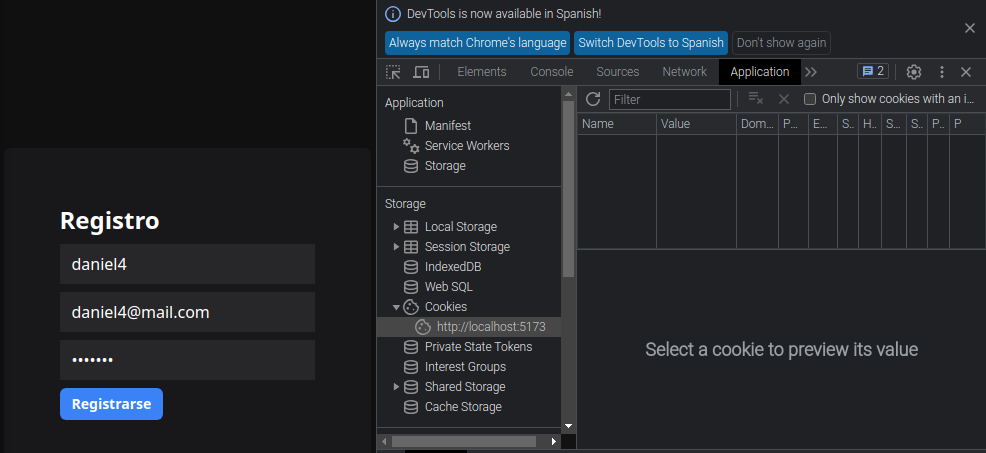 Registro
daniel4
daniel4@mail.com
•••••••
Registrarse
DevTools is now available in Spanish!
Always match Chrome's language
Switch DevTools to Spanish
Don't show again
Elements
Console
Sources
Network
Application
2
Application
Manifest
Service Workers
Storage
Storage
Local Storage
Session Storage
IndexedDB
Web SQL
Cookies
http://localhost:5173
Private State Tokens
Interest Groups
Shared Storage
Cache Storage
Filter
Only show cookies with an i...
Name Value Dom... P... E... S.. H.. S... S.. P.. P
Select a cookie to preview its value